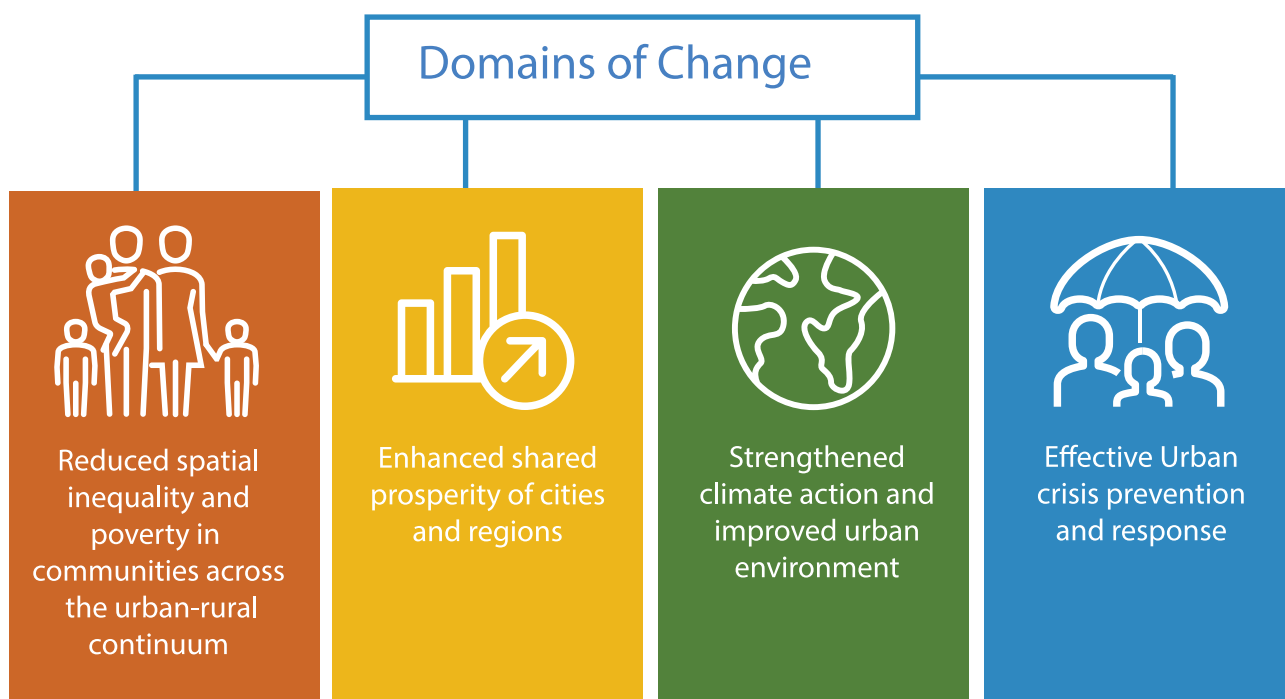 Domains of Change
Reduced spatial
inequality and
poverty in
communities across
the urban-rural
continuum
Enhanced shared
prosperity of cities
and regions
Strengthened
climate action and
improved urban
environment
Effective Urban
crisis prevention
and response